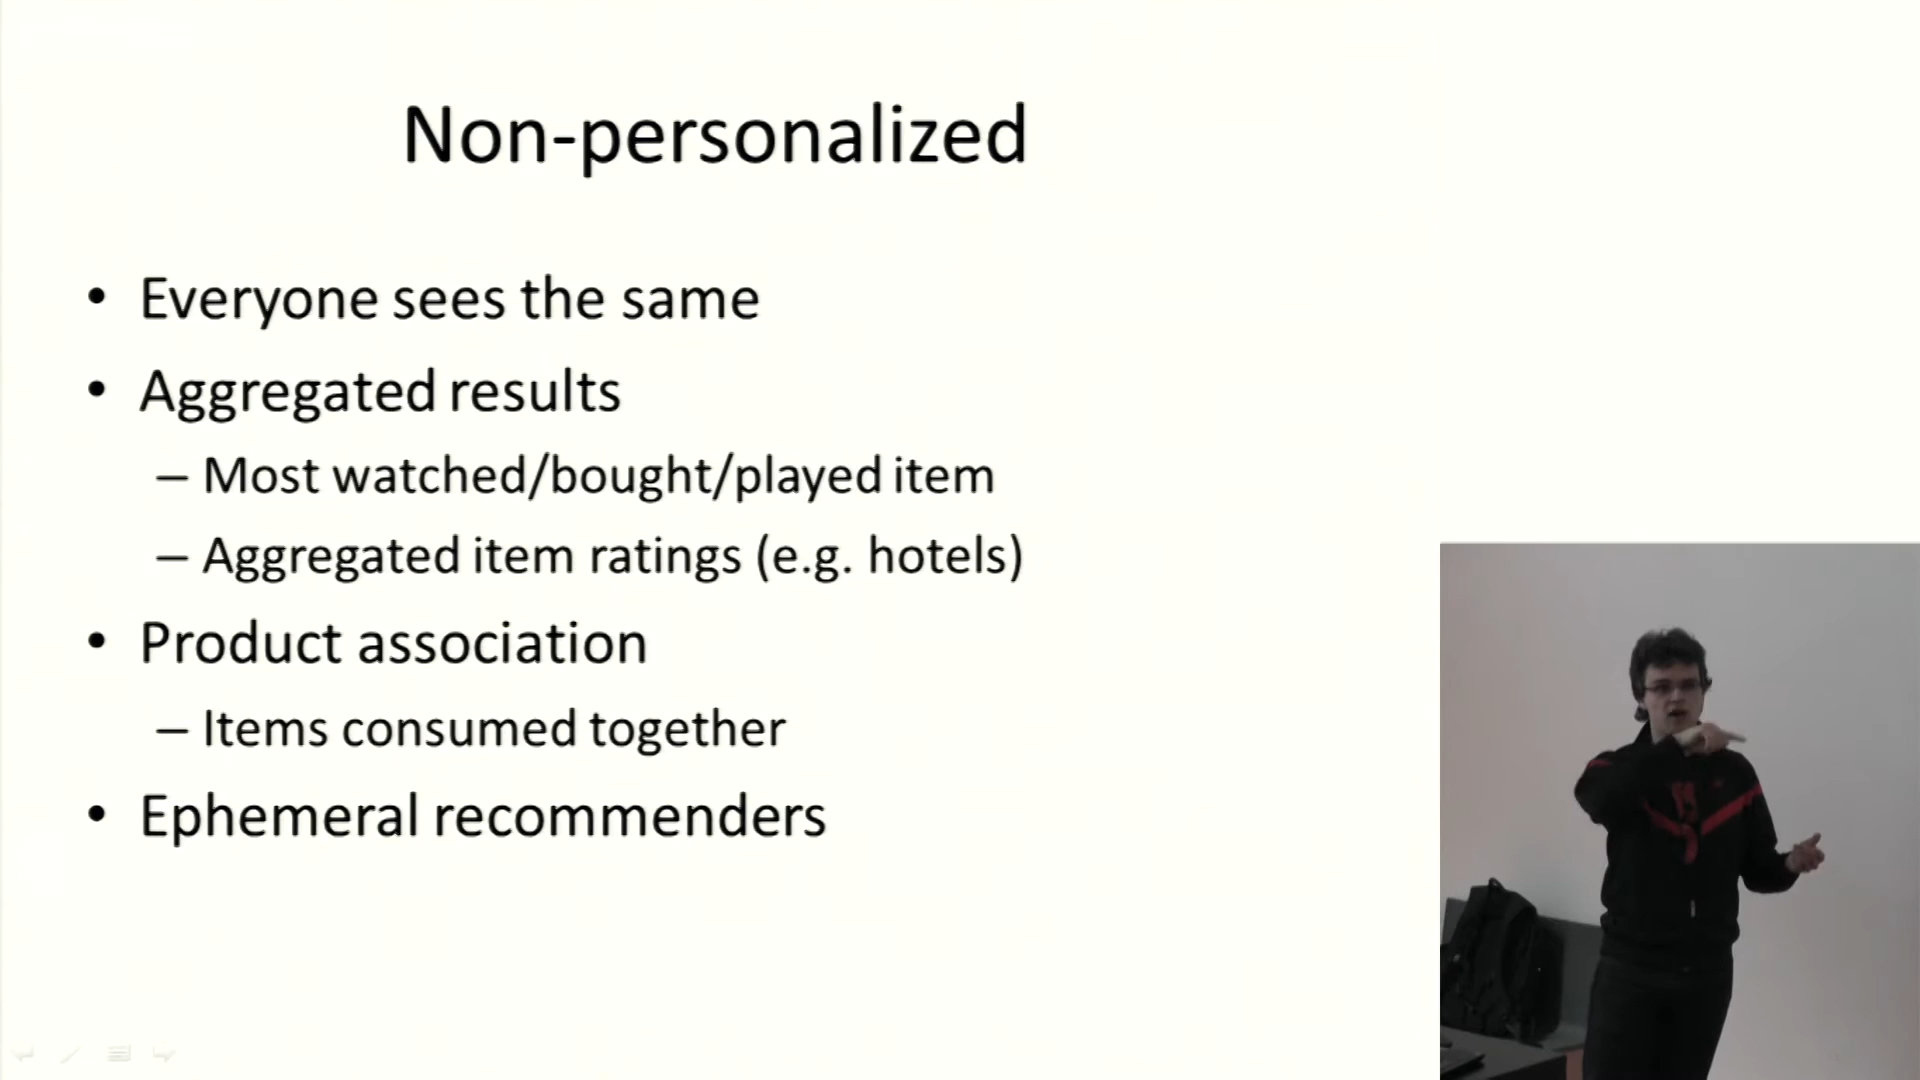 Non-personalized
• Everyone sees the same
• Aggregated results
– Most watched/bought/played item
– Aggregated item ratings (e.g. hotels)
• Product association
– Items consumed together
• Ephemeral recommenders